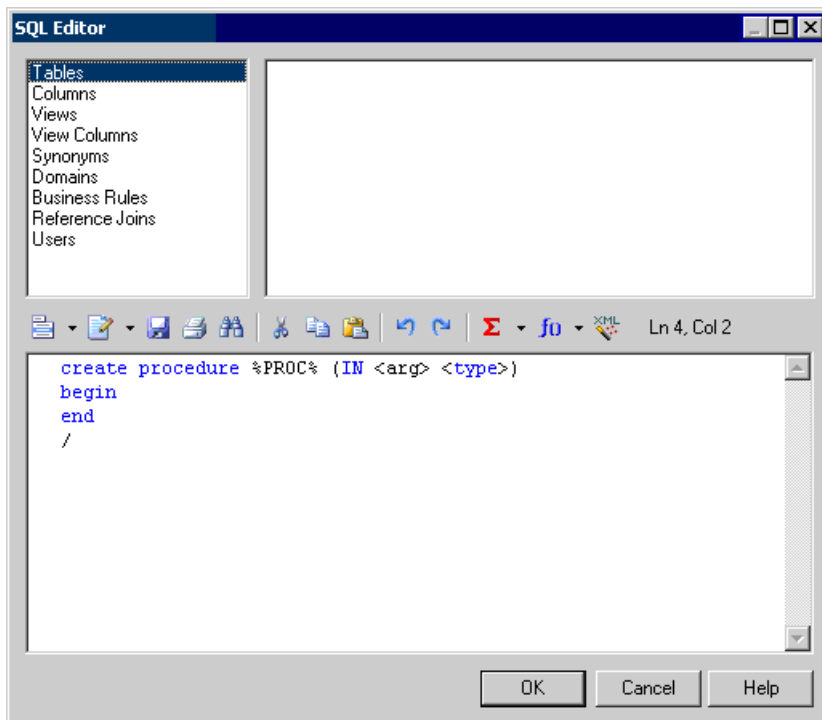 SQL Editor
Tables
Columns
Views
View Columns
Synonyms
Domains
Business Rules
Reference Joins
Users
Σ f() XML Ln 4, Col 2
create procedure %PROC% (IN <arg> <type>)
begin
end
/
OK Cancel Help